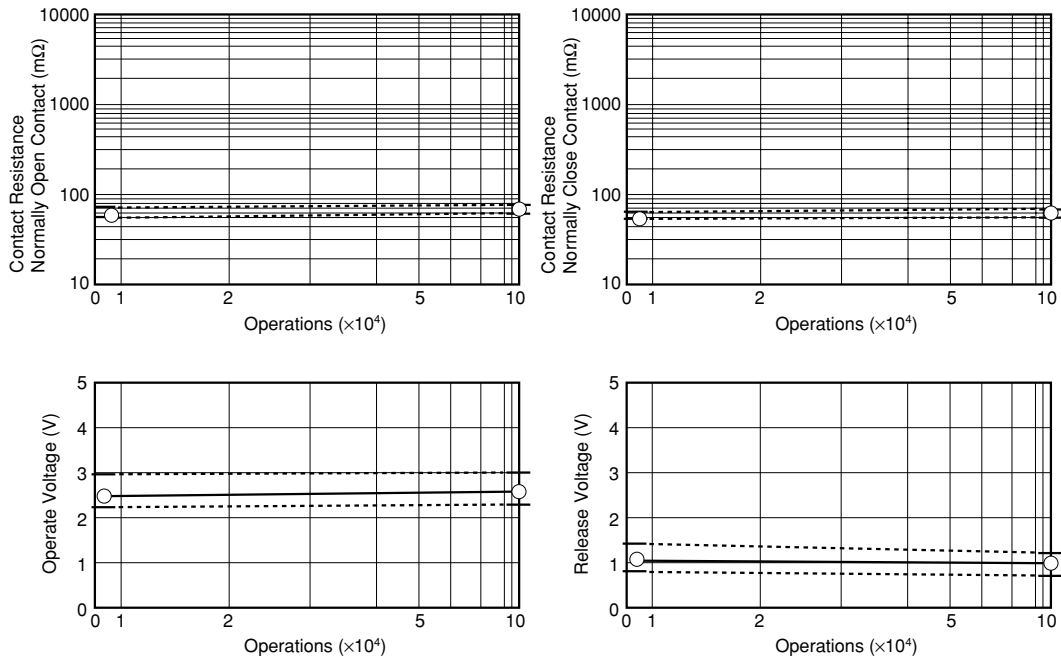 Contact Resistance
Normally Open Contact (mΩ)
10000
1000
100
10
0 1 2 5 10
Operations (×10⁴)
Contact Resistance
Normally Close Contact (mΩ)
10000
1000
100
10
0 1 2 5 10
Operations (×10⁴)
Operate Voltage (V)
5
4
3
2
1
0
0 1 2 5 10
Operations (×10⁴)
Release Voltage (V)
5
4
3
2
1
0
0 1 2 5 10
Operations (×10⁴)